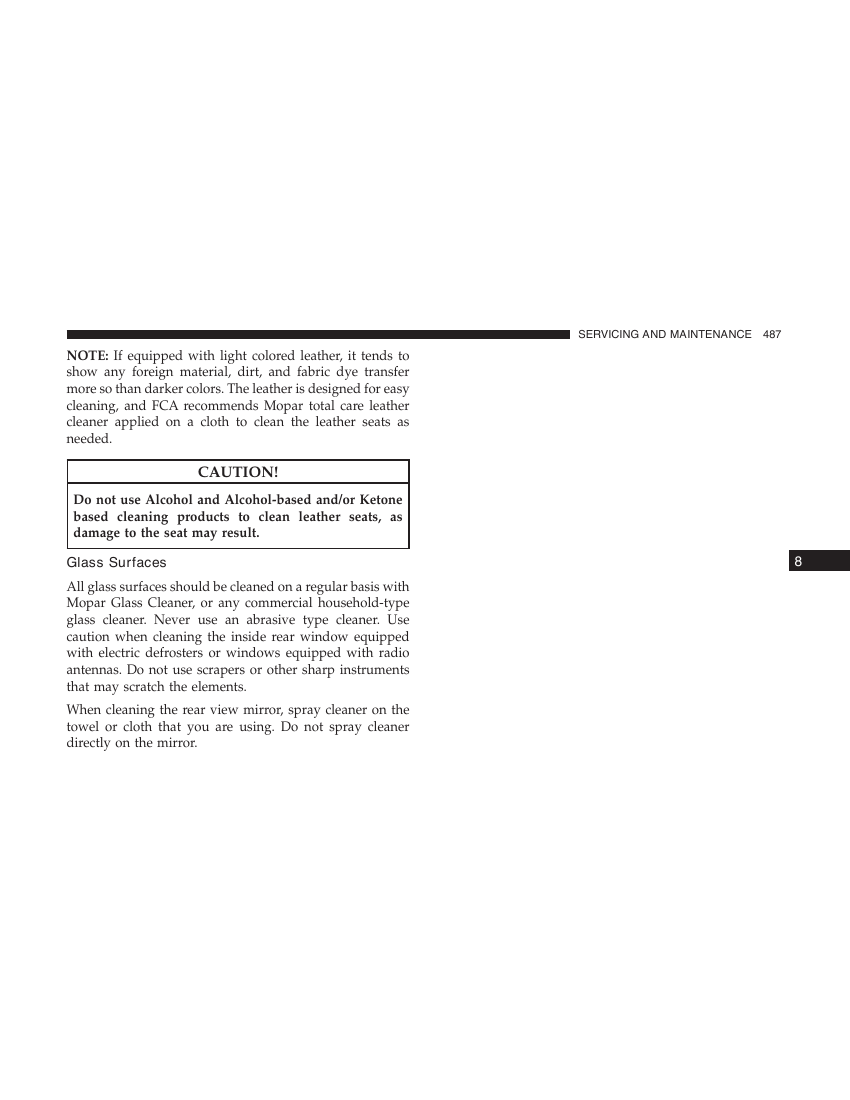 SERVICING AND MAINTENANCE 487
NOTE: If equipped with light colored leather, it tends to
show any foreign material, dirt, and fabric dye transfer
more so than darker colors. The leather is designed for easy
cleaning, and FCA recommends Mopar total care leather
cleaner applied on a cloth to clean the leather seats as
needed.
CAUTION!
Do not use Alcohol and Alcohol-based and/or Ketone
based cleaning products to clean leather seats, as
damage to the seat may result.
Glass Surfaces
All glass surfaces should be cleaned on a regular basis with
Mopar Glass Cleaner, or any commercial household-type
glass cleaner. Never use an abrasive type cleaner. Use
caution when cleaning the inside rear window equipped
with electric defrosters or windows equipped with radio
antennas. Do not use scrapers or other sharp instruments
that may scratch the elements.
When cleaning the rear view mirror, spray cleaner on the
towel or cloth that you are using. Do not spray cleaner
directly on the mirror.
8